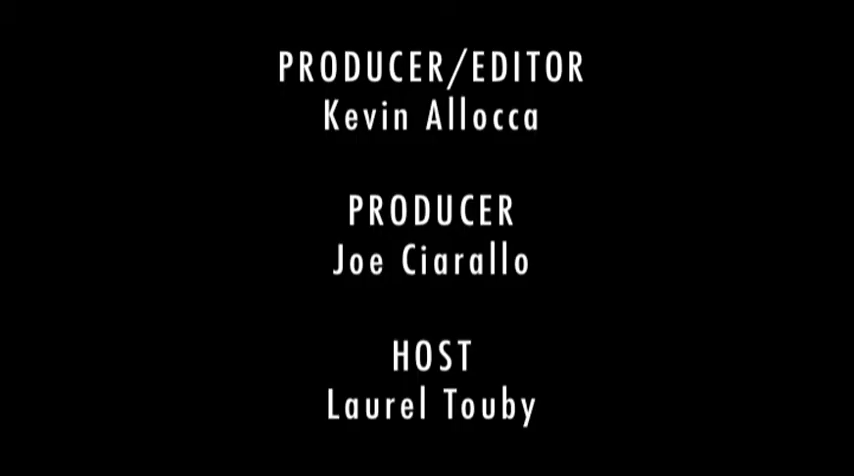 PRODUCER/EDITOR
Kevin Allocca
PRODUCER
Joe Ciarallo
HOST
Laurel Touby